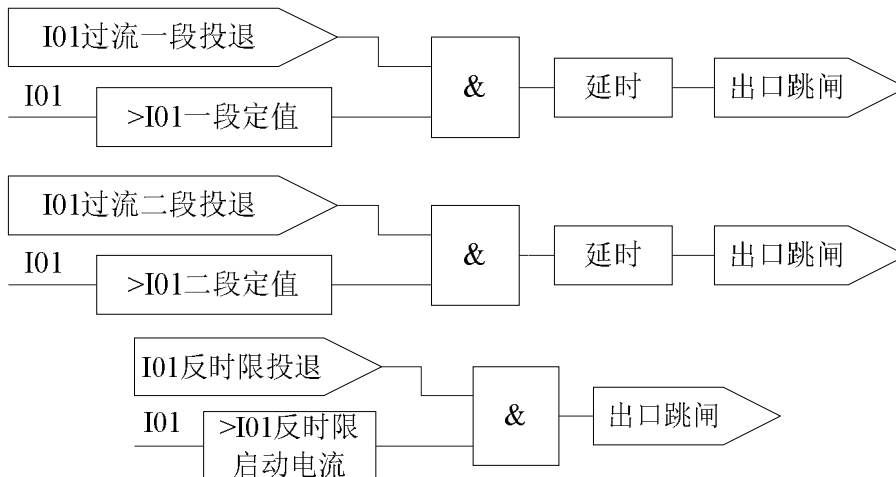 I01过流一段投退
I01
>I01一段定值
&
延时
出口跳闸
I01过流二段投退
I01
>I01二段定值
&
延时
出口跳闸
I01反时限投退
I01
>I01反时限
启动电流
&
出口跳闸